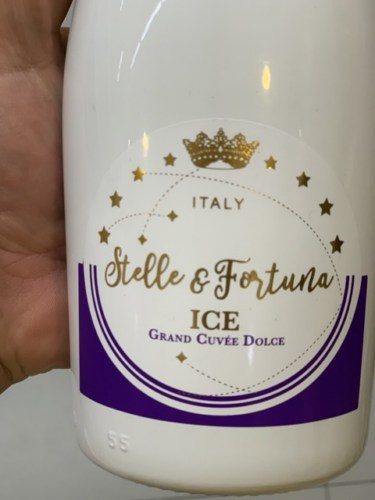 ITALY
Stelle & Fortuna
ICE
GRAND CUVÉE DOLCE
55